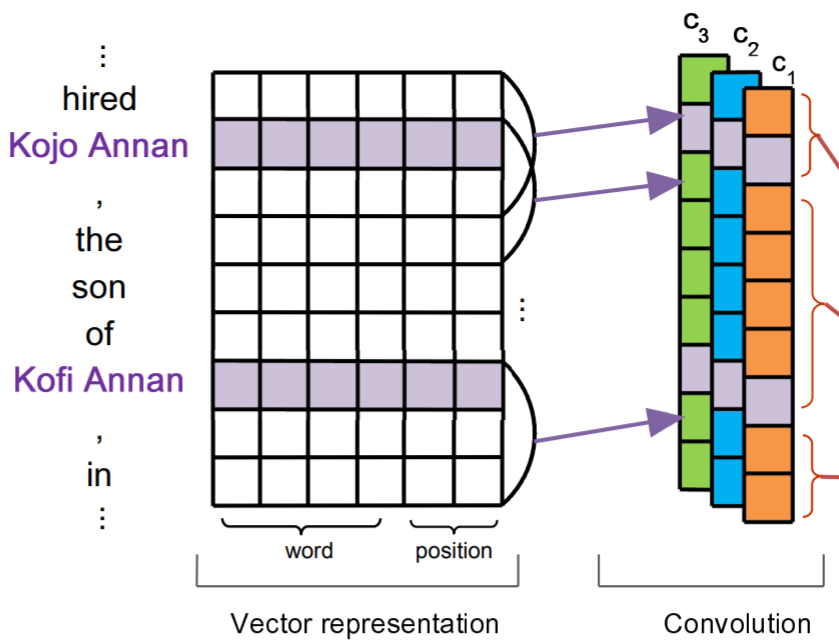 ⋮
hired
Kojo Annan
,
the
son
of
Kofi Annan
,
in
⋮
⋮
word
position
Vector representation
c3
c2
c1
Convolution